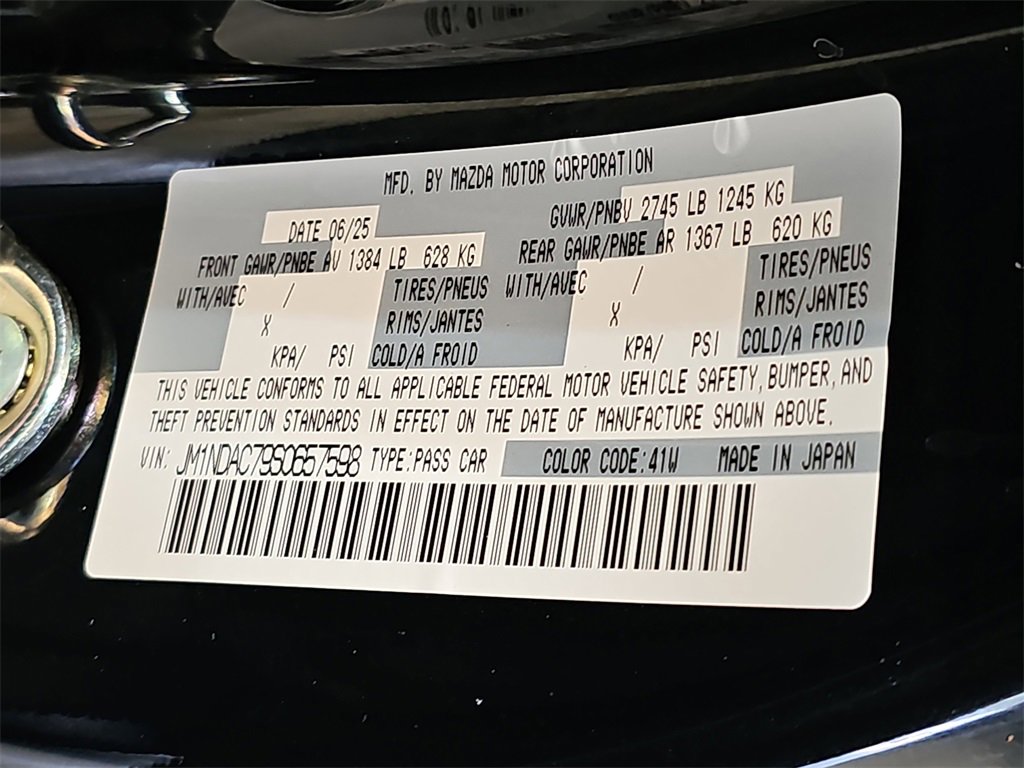 MFD. BY MAZDA MOTOR CORPORATION
DATE 06/25 GVWR/PNBV 2745 LB 1245 KG
FRONT GAWR/PNBE AV 1384 LB 628 KG REAR GAWR/PNBE AR 1367 LB 620 KG
WITH/AVEC / TIRES/PNEUS WITH/AVEC / TIRES/PNEUS
X RIMS/JANTES X RIMS/JANTES
KPA/ PSI COLD/A FROID KPA/ PSI COLD/A FROID
THIS VEHICLE CONFORMS TO ALL APPLICABLE FEDERAL MOTOR VEHICLE SAFETY, BUMPER, AND
THEFT PREVENTION STANDARDS IN EFFECT ON THE DATE OF MANUFACTURE SHOWN ABOVE.
VIN: JM1NDAC79S0657598 TYPE:PASS CAR COLOR CODE:41W MADE IN JAPAN